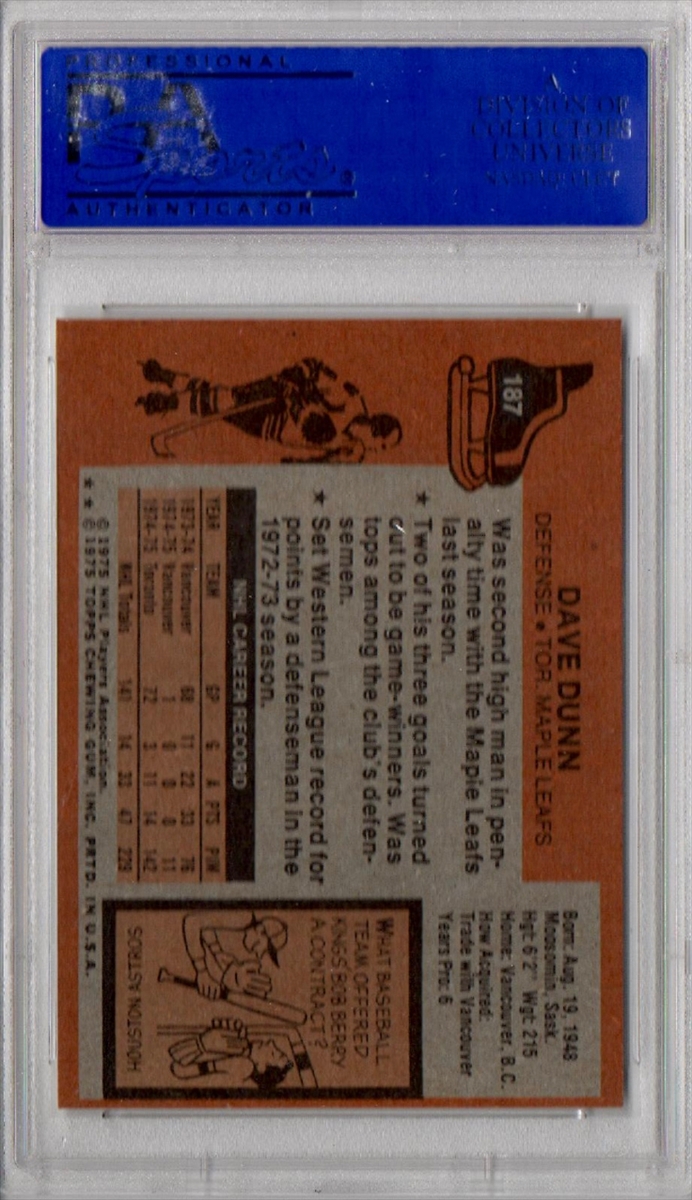 PROFESSIONAL
PSA
Sports®
AUTHENTICATOR
A
DIVISION OF
COLLECTORS
UNIVERSE
NASDAQ: CLCT
187
DAVE DUNN
DEFENSE • TOR. MAPLE LEAFS
Was second high man in pen-
alty time with the Maple Leafs
last season.
★ Two of his three goals turned
out to be game-winners. Was
tops among the club's defen-
semen.
★ Set Western League record for
points by a defenseman in the
1972-73 season.
Born: Aug. 19, 1948
Moosomin, Sask.
Hgt: 6'2" Wgt: 215
Home: Vancouver, B.C.
How Acquired:
Trade with Vancouver
Years Pro: 6
NHL CAREER RECORD
YEAR TEAM GP G A PTS PIM
1973-74 Vancouver 68 11 22 33 76
1974-75 Vancouver 1 0 0 0 11
1974-75 Toronto 72 3 11 14 142
NHL Totals 141 14 33 47 229
WHAT BASEBALL
TEAM OFFERED
KINGS BOB BERRY
A CONTRACT?
HOUSTON ASTROS
© 1975 NHL Players Association
★★ © 1975 TOPPS CHEWING GUM, INC. PRTD. IN U.S.A.